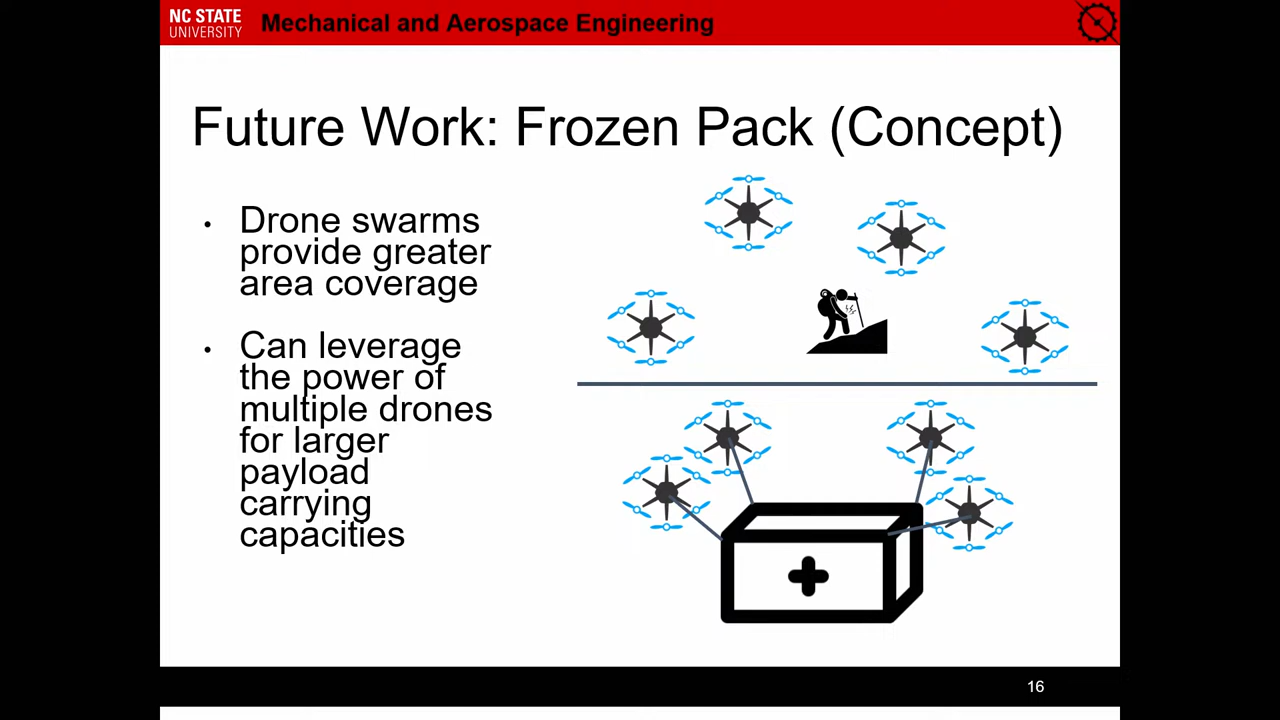 NC STATE
UNIVERSITY
Mechanical and Aerospace Engineering
Future Work: Frozen Pack (Concept)
• Drone swarms
provide greater
area coverage
• Can leverage
the power of
multiple drones
for larger
payload
carrying
capacities
16